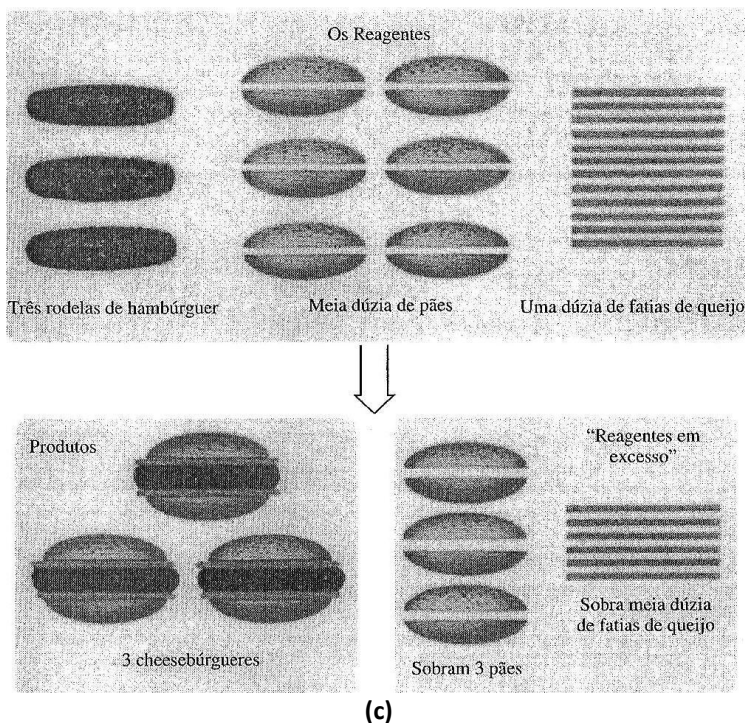 Os Reagentes
Três rodelas de hambúrguer
Meia dúzia de pães
Uma dúzia de fatias de queijo
Produtos
3 cheesebúrgueres
Sobram 3 pães
"Reagentes em
excesso"
Sobra meia dúzia
de fatias de queijo
(c)